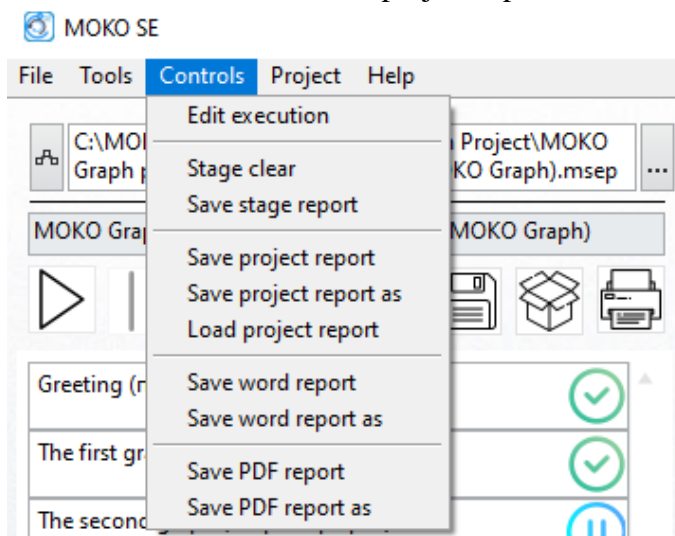 MOKO SE
File Tools Controls Project Help
Edit execution
C:\MO Project\MOKO
Graph KO Graph).msep
...
Stage clear
Save stage report
MOKO Gra MOKO Graph)
Save project report
Save project report as
Load project report
Greeting (
Save word report
Save word report as
The first gr
Save PDF report
Save PDF report as
The second